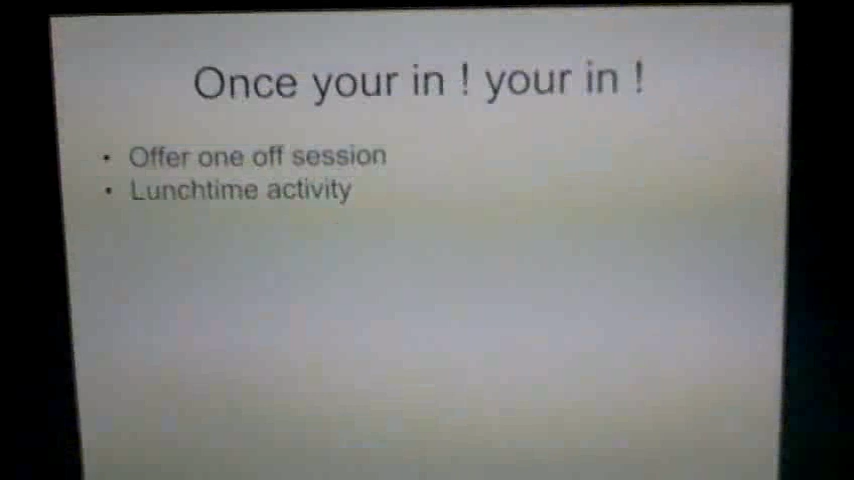 Once your in ! your in !
• Offer one off session
• Lunchtime activity